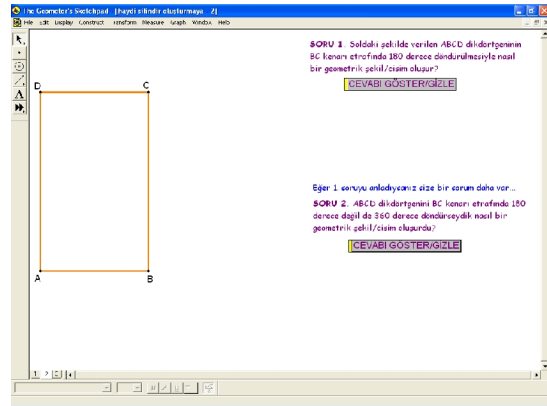 The Geometer's Sketchpad - [haydi silindir oluşturmaya - 2]
File Edit Display Construct Transform Measure Graph Window Help
SORU 1. Soldaki şekilde verilen ABCD dikdörtgeninin
BC kenarı etrafında 180 derece döndürülmesiyle nasıl
bir geometrik şekil/cisim oluşur?
CEVABI GÖSTER/GİZLE
D
C
Eğer 1. soruyu anladıysanız size bir sorum daha var...
SORU 2. ABCD dikdörtgenini BC kenarı etrafında 180
derece değil de 360 derece döndürseydik nasıl bir
geometrik şekil/cisim oluşurdu?
CEVABI GÖSTER/GİZLE
A
B
A
1 2 3
B I U